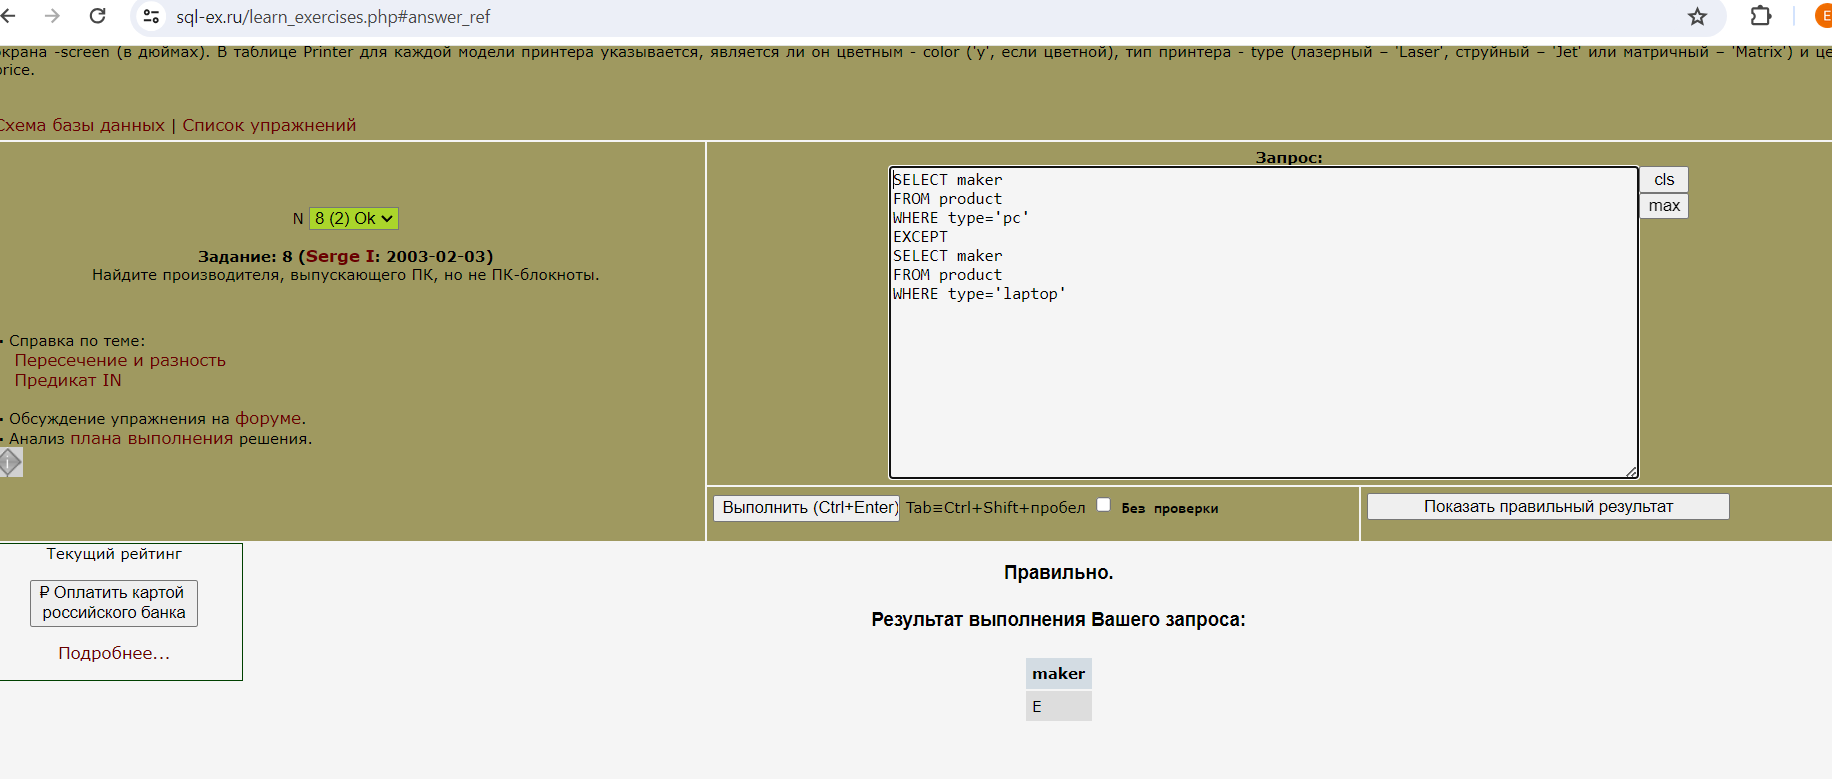 sql-ex.ru/learn_exercises.php#answer_ref
E
экрана -screen (в дюймах). В таблице Printer для каждой модели принтера указывается, является ли он цветным - color ('y', если цветной), тип принтера - type (лазерный – 'Laser', струйный – 'Jet' или матричный – 'Matrix') и це
price.
Схема базы данных | Список упражнений
N 8 (2) Ok
Задание: 8 (Serge I: 2003-02-03)
Найдите производителя, выпускающего ПК, но не ПК-блокноты.
Справка по теме:
Пересечение и разность
Предикат IN
Обсуждение упражнения на форуме.
Анализ плана выполнения решения.
Запрос:
SELECT maker
FROM product
WHERE type='pc'
EXCEPT
SELECT maker
FROM product
WHERE type='laptop'
cls
max
Выполнить (Ctrl+Enter) Tab≡Ctrl+Shift+пробел Без проверки
Показать правильный результат
Текущий рейтинг
₽ Оплатить картой
российского банка
Подробнее...
Правильно.
Результат выполнения Вашего запроса:
maker
E